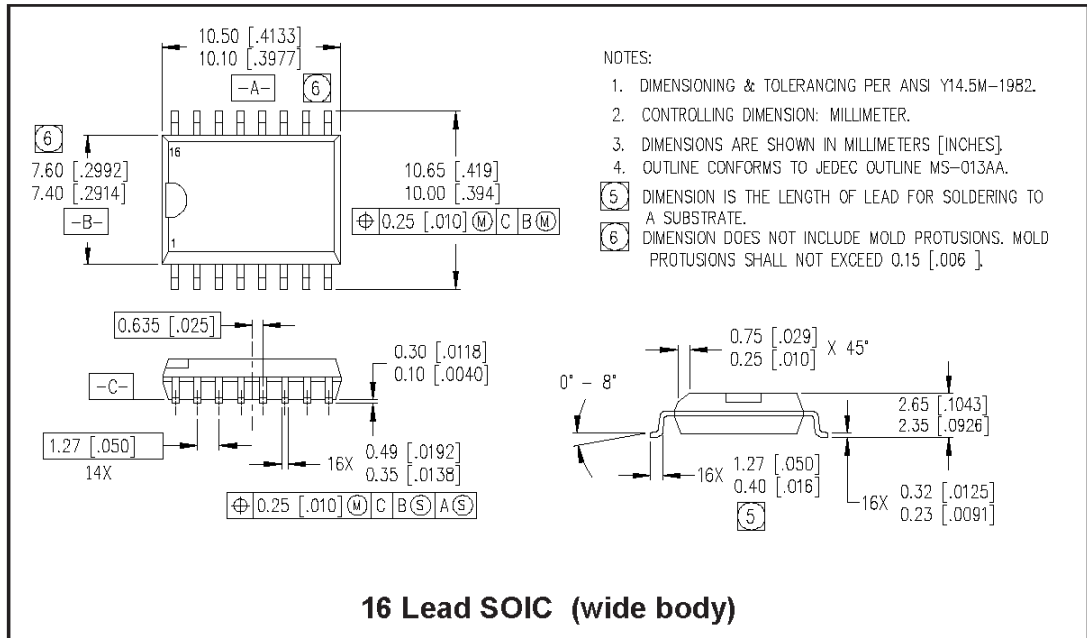 10.50 [.4133]
10.10 [.3977]
-A- 6
6
7.60 [.2992]
7.40 [.2914]
-B-
16
1
10.65 [.419]
10.00 [.394]
⌖ 0.25 [.010] Ⓜ C B Ⓜ
NOTES:
1. DIMENSIONING & TOLERANCING PER ANSI Y14.5M-1982.
2. CONTROLLING DIMENSION: MILLIMETER.
3. DIMENSIONS ARE SHOWN IN MILLIMETERS [INCHES].
4. OUTLINE CONFORMS TO JEDEC OUTLINE MS-013AA.
5 DIMENSION IS THE LENGTH OF LEAD FOR SOLDERING TO
A SUBSTRATE.
6 DIMENSION DOES NOT INCLUDE MOLD PROTUSIONS. MOLD
PROTUSIONS SHALL NOT EXCEED 0.15 [.006 ].
0.635 [.025]
-C-
0.30 [.0118]
0.10 [.0040]
1.27 [.050]
14X
16X 0.49 [.0192]
0.35 [.0138]
⌖ 0.25 [.010] Ⓜ C B Ⓢ A Ⓢ
0.75 [.029]
0.25 [.010] X 45°
0° - 8°
2.65 [.1043]
2.35 [.0926]
16X 1.27 [.050]
0.40 [.016]
5
16X 0.32 [.0125]
0.23 [.0091]
16 Lead SOIC (wide body)